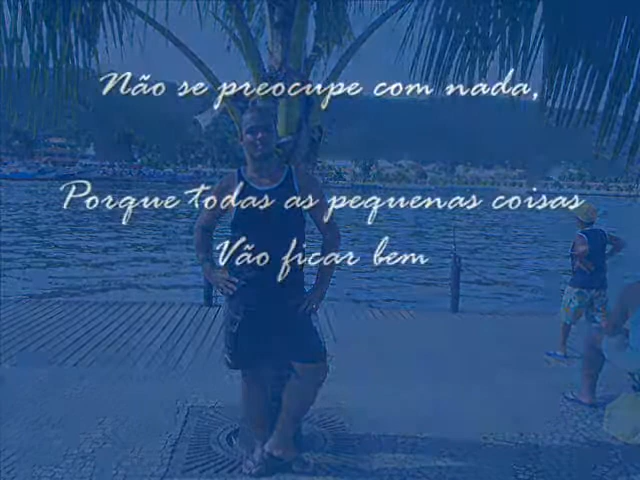 Não se preocupe com nada,
Porque todas as pequenas coisas
Vão ficar bem